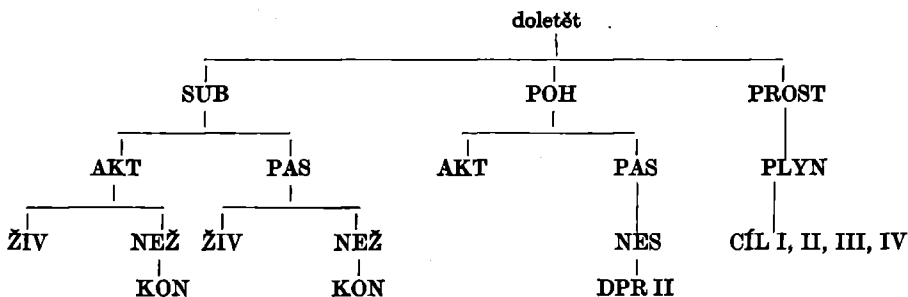 doletět
SUB POH PROST
AKT PAS AKT PAS PLYN
ŽIV NEŽ ŽIV NEŽ NES CÍL I, II, III, IV
KON KON DPR II